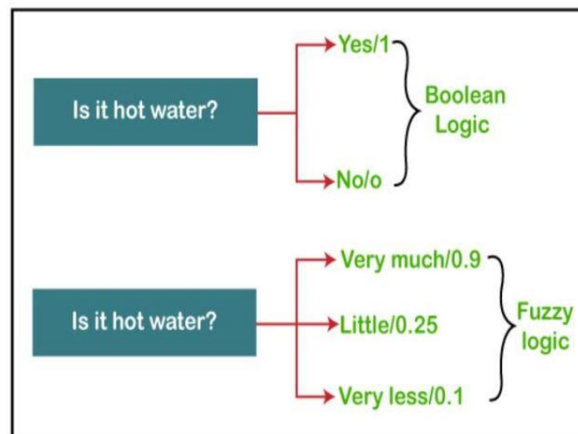 Is it hot water?
Yes/1
No/o
Boolean
Logic
Is it hot water?
Very much/0.9
Little/0.25
Very less/0.1
Fuzzy
logic